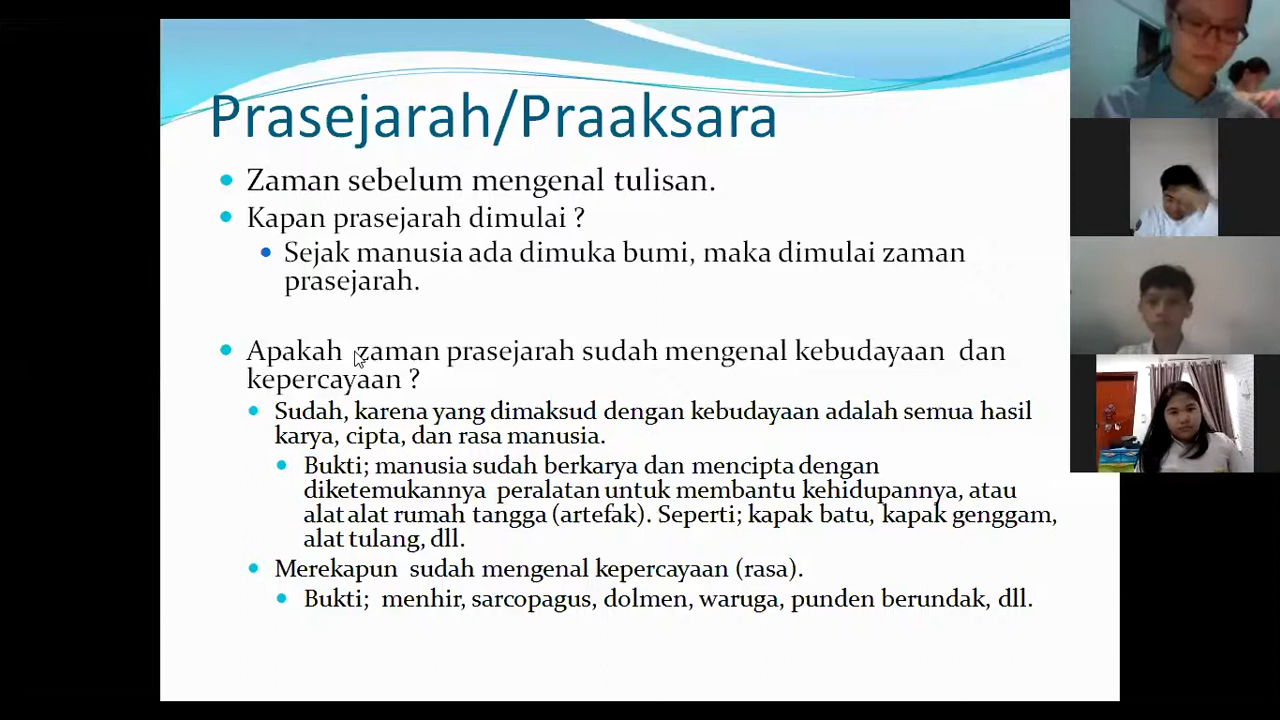 Prasejarah/Praaksara
Zaman sebelum mengenal tulisan.
Kapan prasejarah dimulai ?
Sejak manusia ada dimuka bumi, maka dimulai zaman
prasejarah.
Apakah zaman prasejarah sudah mengenal kebudayaan dan
kepercayaan ?
Sudah, karena yang dimaksud dengan kebudayaan adalah semua hasil
karya, cipta, dan rasa manusia.
Bukti; manusia sudah berkarya dan mencipta dengan
diketemukannya peralatan untuk membantu kehidupannya, atau
alat alat rumah tangga (artefak). Seperti; kapak batu, kapak genggam,
alat tulang, dll.
Merekapun sudah mengenal kepercayaan (rasa).
Bukti; menhir, sarcopagus, dolmen, waruga, punden berundak, dll.